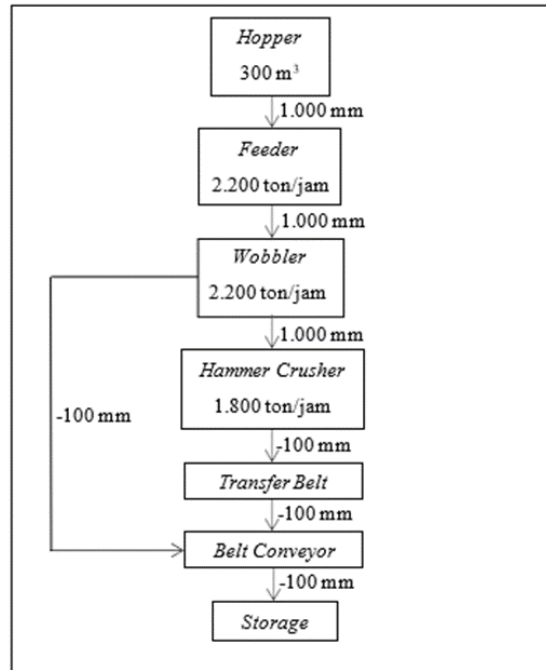 Hopper
300 m³
1.000 mm
Feeder
2.200 ton/jam
1.000 mm
Wobbler
2.200 ton/jam
1.000 mm
Hammer Crusher
1.800 ton/jam
-100 mm
-100 mm
Transfer Belt
-100 mm
Belt Conveyor
-100 mm
Storage